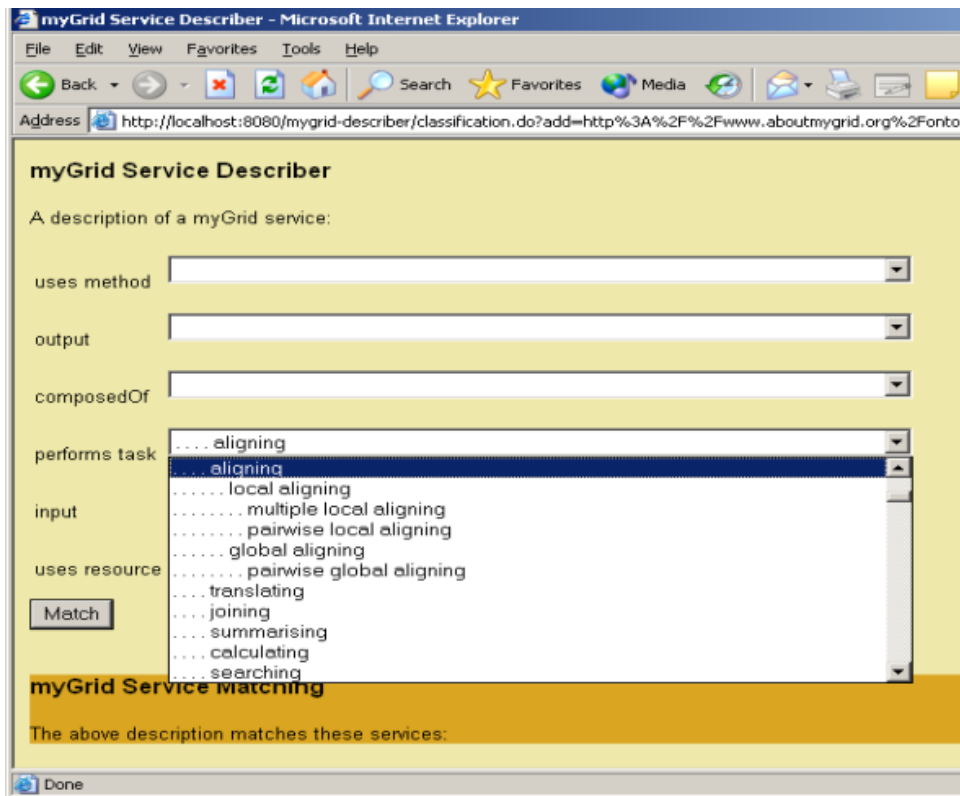 myGrid Service Describer - Microsoft Internet Explorer
File Edit View Favorites Tools Help
Back Search Favorites Media
Address http://localhost:8080/mygrid-describer/classification.do?add=http%3A%2F%2Fwww.aboutmygrid.org%2Fonto
myGrid Service Describer
A description of a myGrid service:
uses method
output
composedOf
performs task .... aligning
.... aligning
...... local aligning
........ multiple local aligning
input
........ pairwise local aligning
...... global aligning
uses resource ........ pairwise global aligning
.... translating
Match .... joining
.... summarising
.... calculating
.... searching
myGrid Service Matching
The above description matches these services:
Done